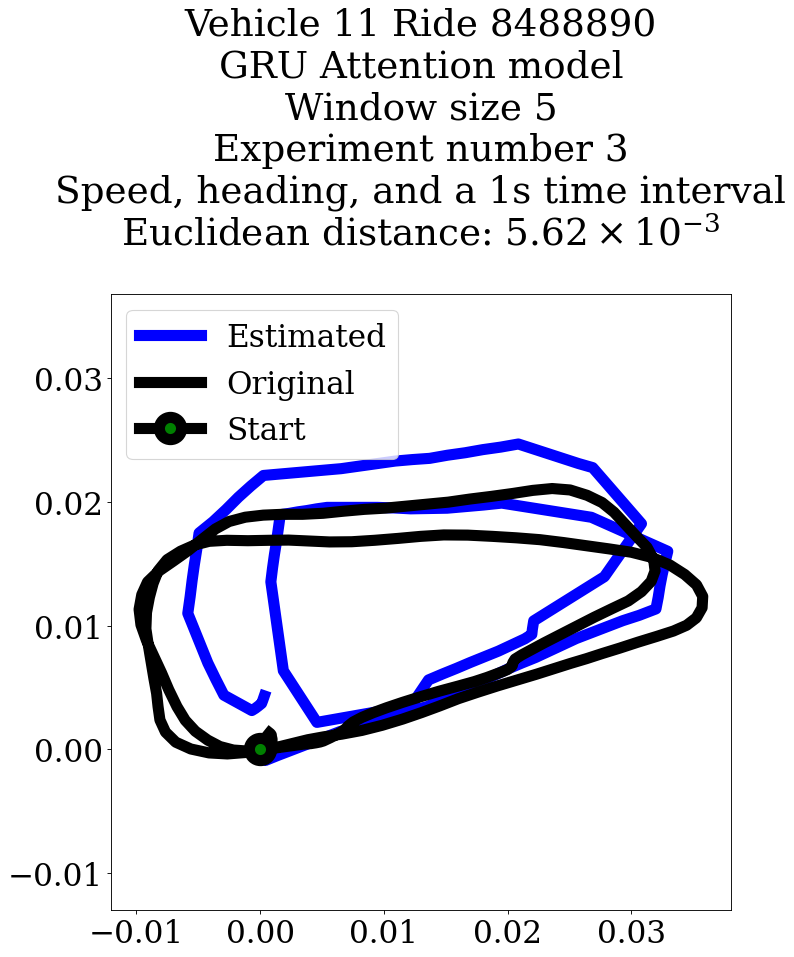 Vehicle 11 Ride 8488890
GRU Attention model
Window size 5
Experiment number 3
Speed, heading, and a 1s time interval
Euclidean distance: 5.62 × 10⁻³
Estimated
Original
Start
0.03
0.02
0.01
0.00
−0.01
−0.01 0.00 0.01 0.02 0.03